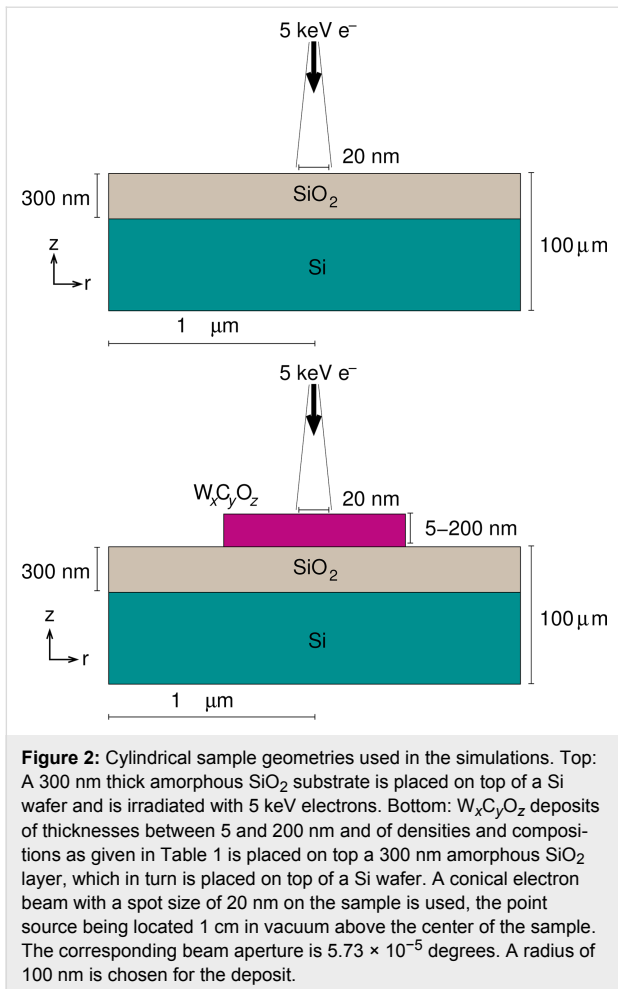 5 keV e⁻
20 nm
300 nm
SiO₂
100 μm
z
Si
r
1 μm
5 keV e⁻
WₓCᵧO_z
20 nm
5–200 nm
300 nm
SiO₂
z
100 μm
Si
r
1 μm
Figure 2: Cylindrical sample geometries used in the simulations. Top:
A 300 nm thick amorphous SiO₂ substrate is placed on top of a Si
wafer and is irradiated with 5 keV electrons. Bottom: WₓCᵧO_z deposits
of thicknesses between 5 and 200 nm and of densities and composi-
tions as given in Table 1 is placed on top a 300 nm amorphous SiO₂
layer, which in turn is placed on top of a Si wafer. A conical electron
beam with a spot size of 20 nm on the sample is used, the point
source being located 1 cm in vacuum above the center of the sample.
The corresponding beam aperture is 5.73 × 10⁻⁵ degrees. A radius of
100 nm is chosen for the deposit.